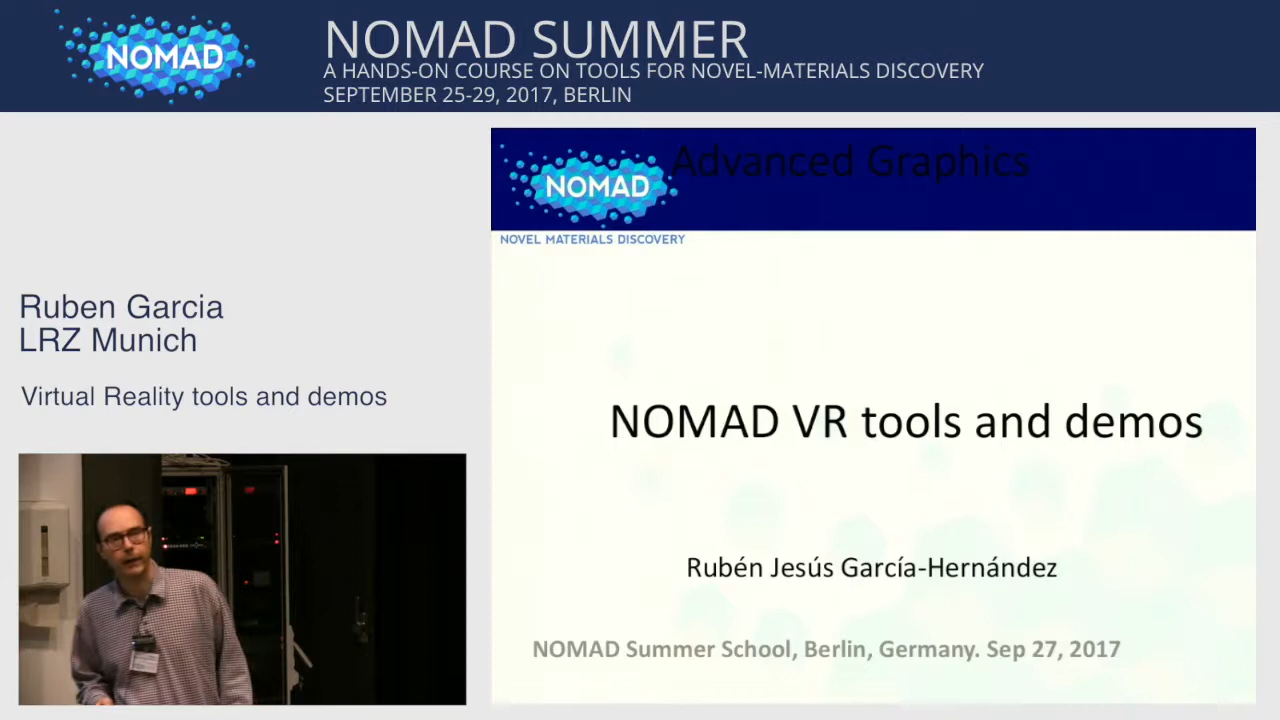 NOMAD
NOMAD SUMMER
A HANDS-ON COURSE ON TOOLS FOR NOVEL-MATERIALS DISCOVERY
SEPTEMBER 25-29, 2017, BERLIN
Ruben Garcia
LRZ Munich
Virtual Reality tools and demos
Advanced Graphics
NOMAD
NOVEL MATERIALS DISCOVERY
NOMAD VR tools and demos
Rubén Jesús García-Hernández
NOMAD Summer School, Berlin, Germany. Sep 27, 2017